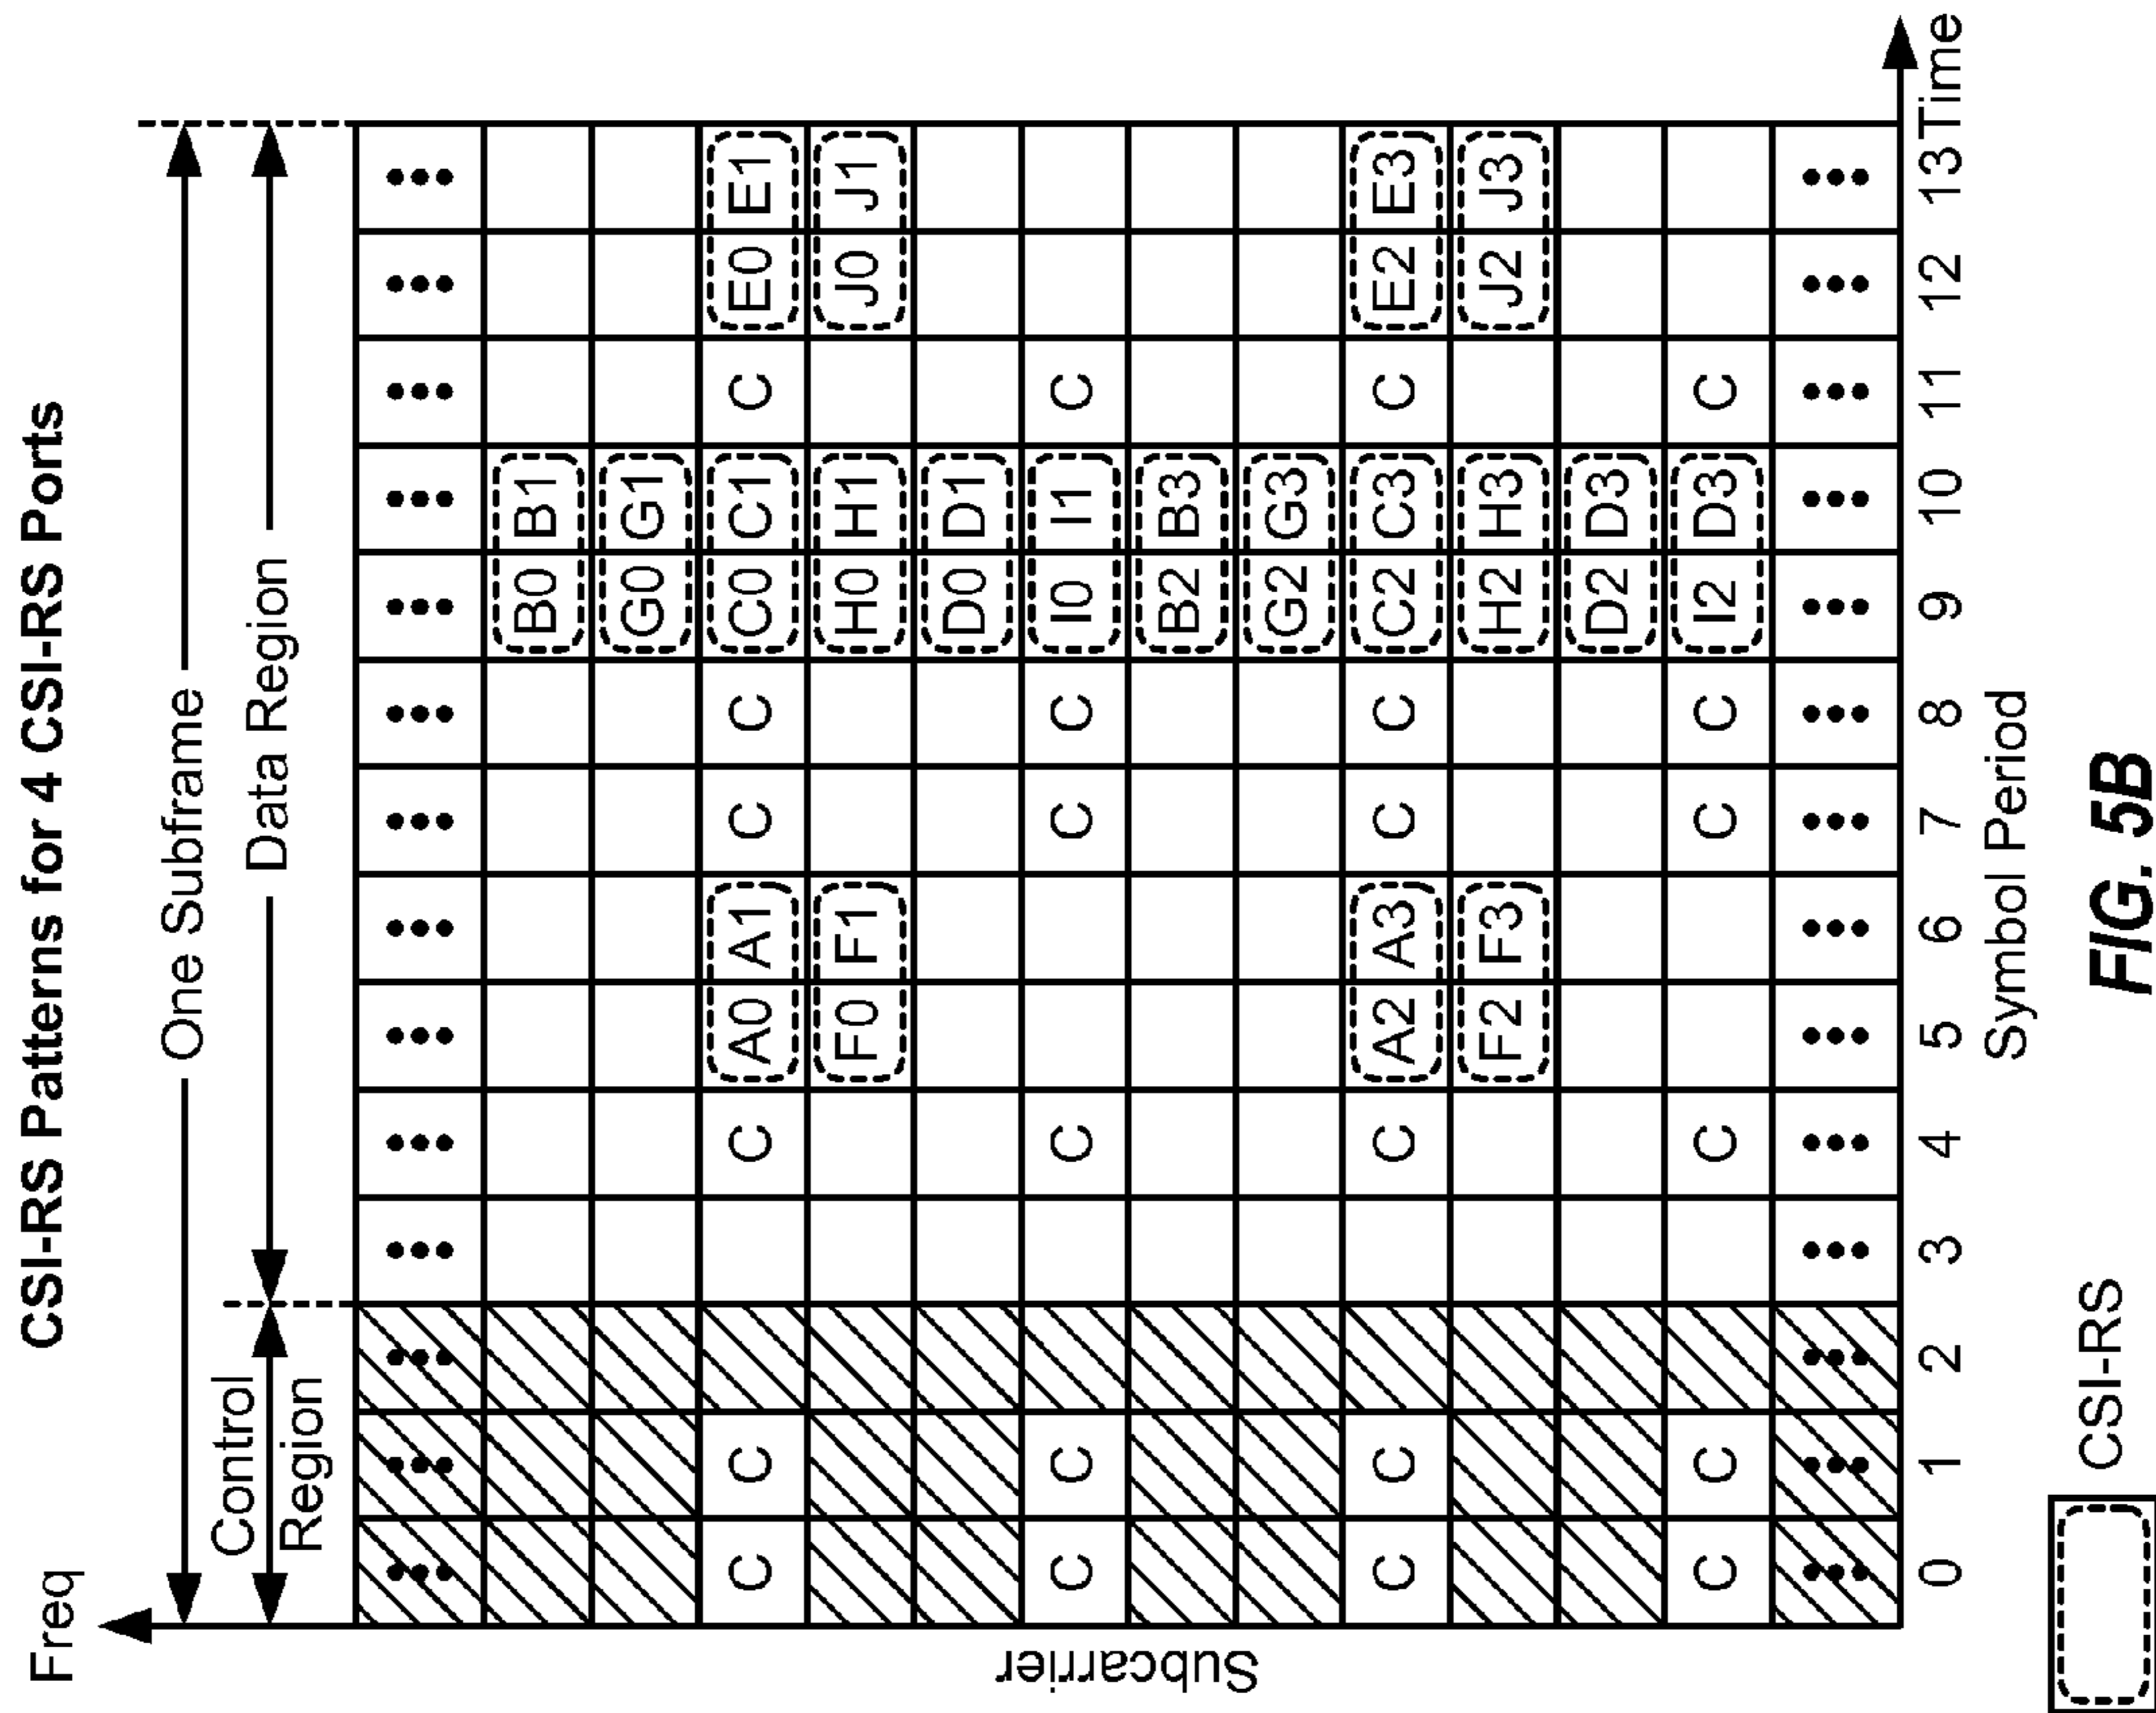 CSI-RS Patterns for 4 CSI-RS Ports
Freq
One Subframe
Control Region
Data Region
Subcarrier
••• ••• ••• ••• ••• ••• ••• ••• ••• ••• ••• ••• ••• •••
B0 B1
G0 G1
C C C A0 A1 C C C0 C1 C E0 E1
F0 F1 H0 H1 J0 J1
D0 D1
C C C C C I0 I1 C
B2 B3
G2 G3
C C C A2 A3 C C C2 C3 C E2 E3
F2 F3 H2 H3 J2 J3
D2 D3
C C C C C I2 D3 C
••• ••• ••• ••• ••• ••• ••• ••• ••• ••• ••• ••• ••• •••
0 1 2 3 4 5 6 7 8 9 10 11 12 13 Time
Symbol Period
CSI-RS
FIG. 5B